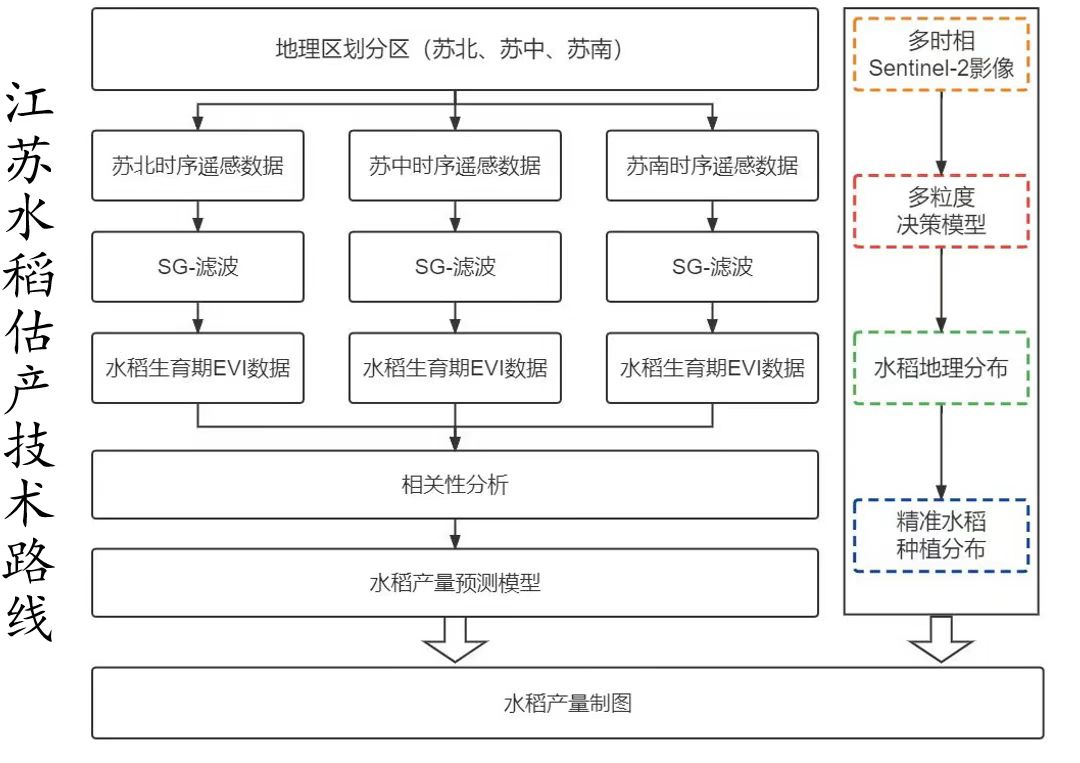 江苏水稻估产技术路线
地理区划分区（苏北、苏中、苏南）
苏北时序遥感数据
苏中时序遥感数据
苏南时序遥感数据
SG-滤波
SG-滤波
SG-滤波
水稻生育期EVI数据
水稻生育期EVI数据
水稻生育期EVI数据
相关性分析
水稻产量预测模型
多时相
Sentinel-2影像
多粒度
决策模型
水稻地理分布
精准水稻
种植分布
水稻产量制图